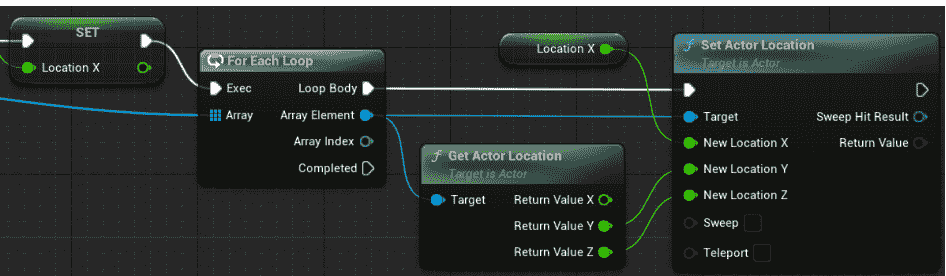 SET
Location X
For Each Loop
Exec
Loop Body
Array
Array Element
Array Index
Completed
Get Actor Location
Target is Actor
Target
Return Value X
Return Value Y
Return Value Z
Location X
Set Actor Location
Target is Actor
Target
Sweep Hit Result
New Location X
Return Value
New Location Y
New Location Z
Sweep
Teleport